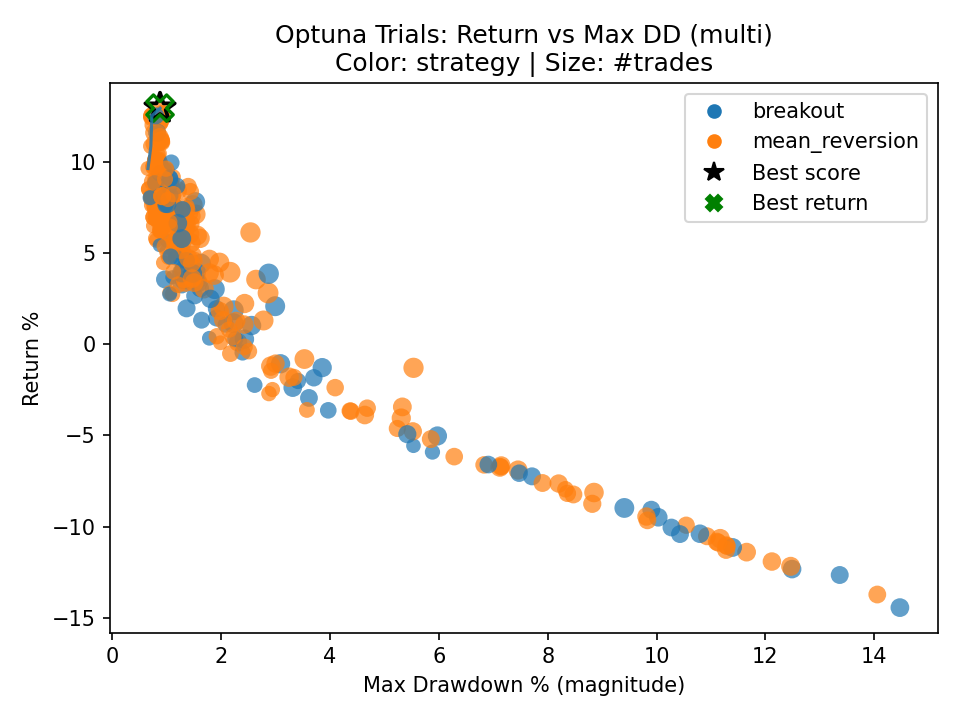 Optuna Trials: Return vs Max DD (multi)
Color: strategy | Size: #trades
breakout
mean_reversion
Best score
Best return
Return %
10
5
0
−5
−10
−15
0 2 4 6 8 10 12 14
Max Drawdown % (magnitude)